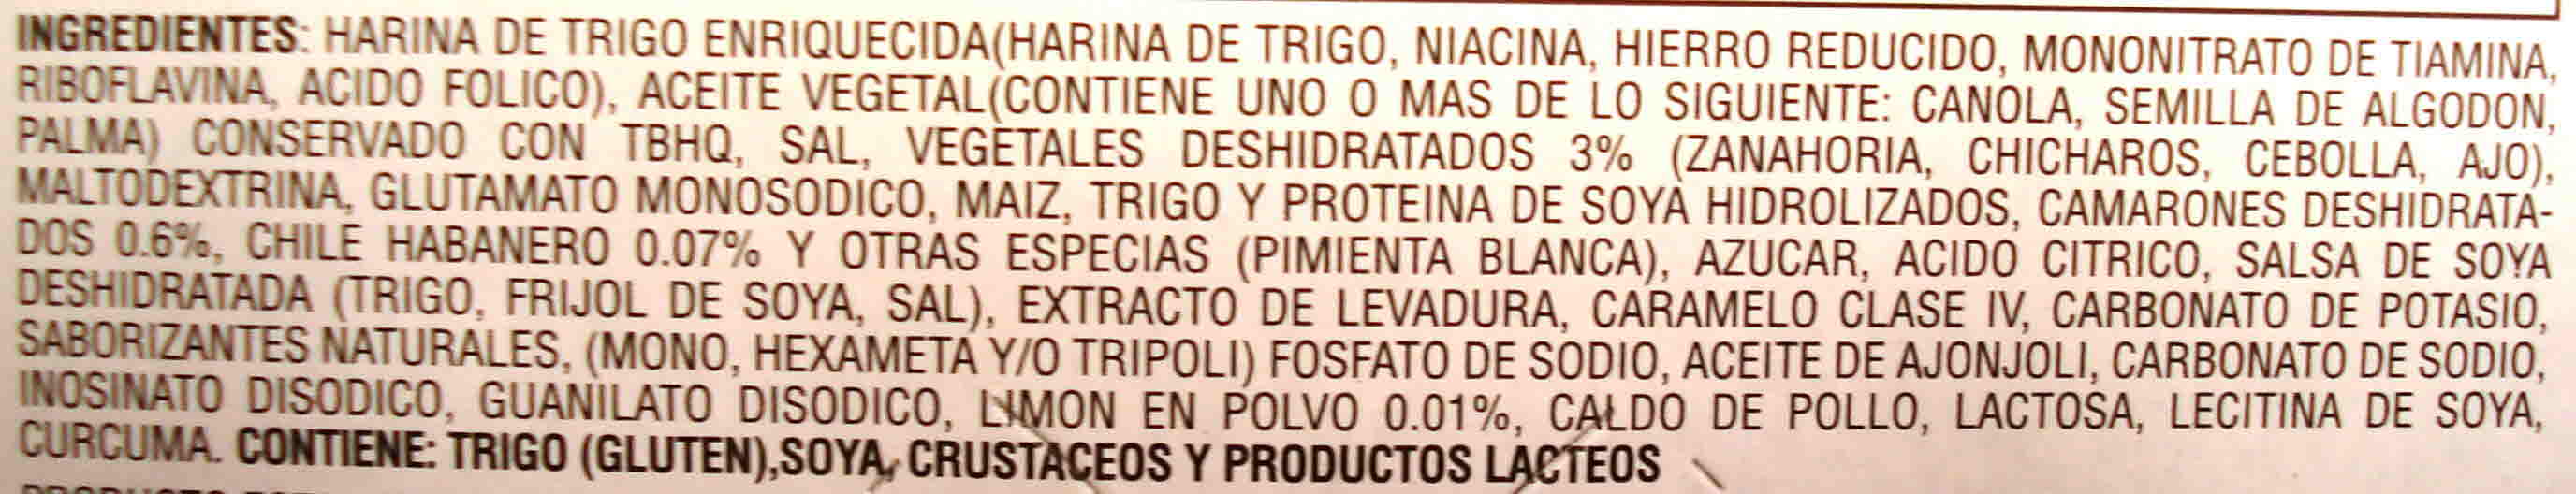 INGREDIENTES: HARINA DE TRIGO ENRIQUECIDA(HARINA DE TRIGO, NIACINA, HIERRO REDUCIDO, MONONITRATO DE TIAMINA,
RIBOFLAVINA, ACIDO FOLICO), ACEITE VEGETAL(CONTIENE UNO O MAS DE LO SIGUIENTE: CANOLA, SEMILLA DE ALGODON,
PALMA) CONSERVADO CON TBHQ, SAL, VEGETALES DESHIDRATADOS 3% (ZANAHORIA, CHICHAROS, CEBOLLA, AJO),
MALTODEXTRINA, GLUTAMATO MONOSODICO, MAIZ, TRIGO Y PROTEINA DE SOYA HIDROLIZADOS, CAMARONES DESHIDRATA-
DOS 0.6%, CHILE HABANERO 0.07% Y OTRAS ESPECIAS (PIMIENTA BLANCA), AZUCAR, ACIDO CITRICO, SALSA DE SOYA
DESHIDRATADA (TRIGO, FRIJOL DE SOYA, SAL), EXTRACTO DE LEVADURA, CARAMELO CLASE IV, CARBONATO DE POTASIO,
SABORIZANTES NATURALES, (MONO, HEXAMETA Y/O TRIPOLI) FOSFATO DE SODIO, ACEITE DE AJONJOLI, CARBONATO DE SODIO,
INOSINATO DISODICO, GUANILATO DISODICO, LIMON EN POLVO 0.01%, CALDO DE POLLO, LACTOSA, LECITINA DE SOYA,
CURCUMA. CONTIENE: TRIGO (GLUTEN),SOYA, CRUSTACEOS Y PRODUCTOS LACTEOS